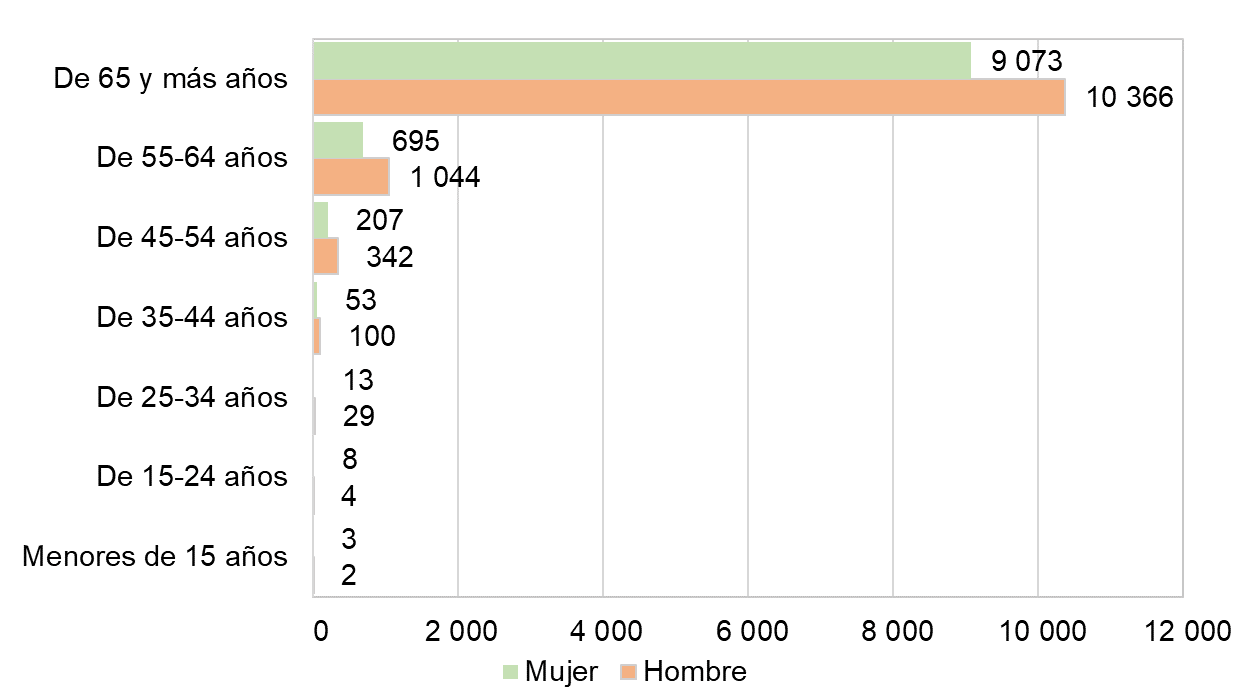 De 65 y más años
9 073
10 366
De 55-64 años
695
1 044
De 45-54 años
207
342
De 35-44 años
53
100
De 25-34 años
13
29
De 15-24 años
8
4
Menores de 15 años
3
2
0 2 000 4 000 6 000 8 000 10 000 12 000
Mujer Hombre